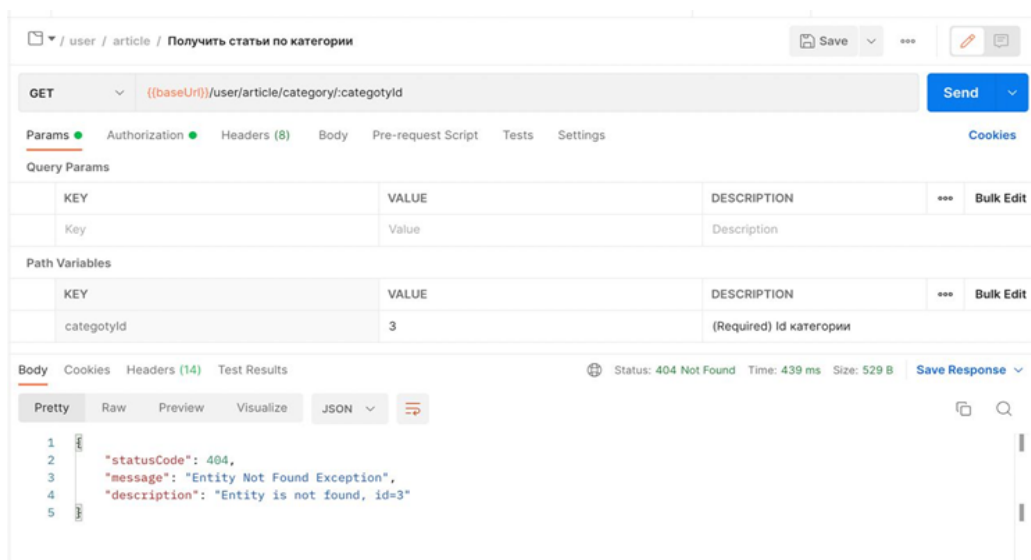 / user / article / Получить статьи по категории
Save
GET {{baseUrl}}/user/article/category/:categotyId
Send
Params Authorization Headers (8) Body Pre-request Script Tests Settings
Cookies
Query Params
KEY VALUE DESCRIPTION ooo Bulk Edit
Key Value Description
Path Variables
KEY VALUE DESCRIPTION ooo Bulk Edit
categotyId 3 (Required) Id категории
Body Cookies Headers (14) Test Results
Status: 404 Not Found Time: 439 ms Size: 529 B Save Response
Pretty Raw Preview Visualize JSON
1 {
2 "statusCode": 404,
3 "message": "Entity Not Found Exception",
4 "description": "Entity is not found, id=3"
5 }